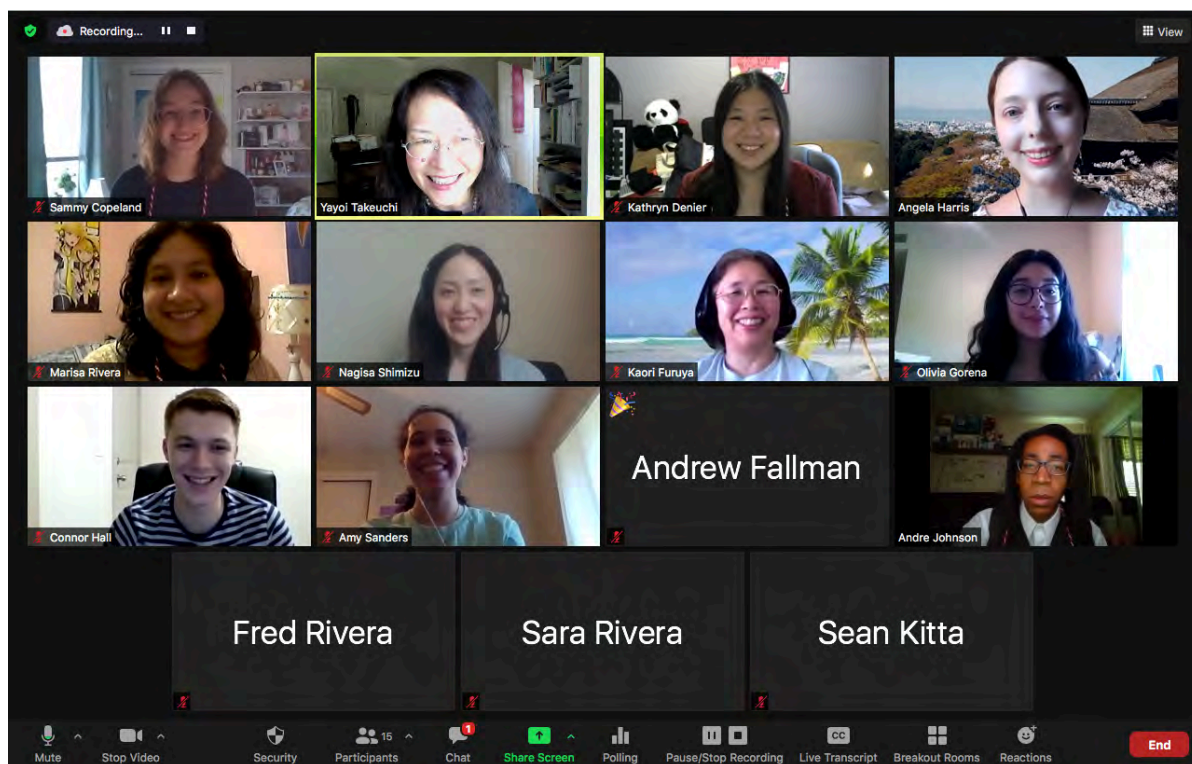 Recording...
View
Sammy Copeland
Yayoi Takeuchi
Kathryn Denier
Angela Harris
Marisa Rivera
Nagisa Shimizu
Kaori Furuya
Olivia Gorena
Connor Hall
Amy Sanders
Andrew Fallman
Andre Johnson
Fred Rivera
Sara Rivera
Sean Kitta
15
1
CC
Mute
Stop Video
Security
Participants
Chat
Share Screen
Polling
Pause/Stop Recording
Live Transcript
Breakout Rooms
Reactions
End